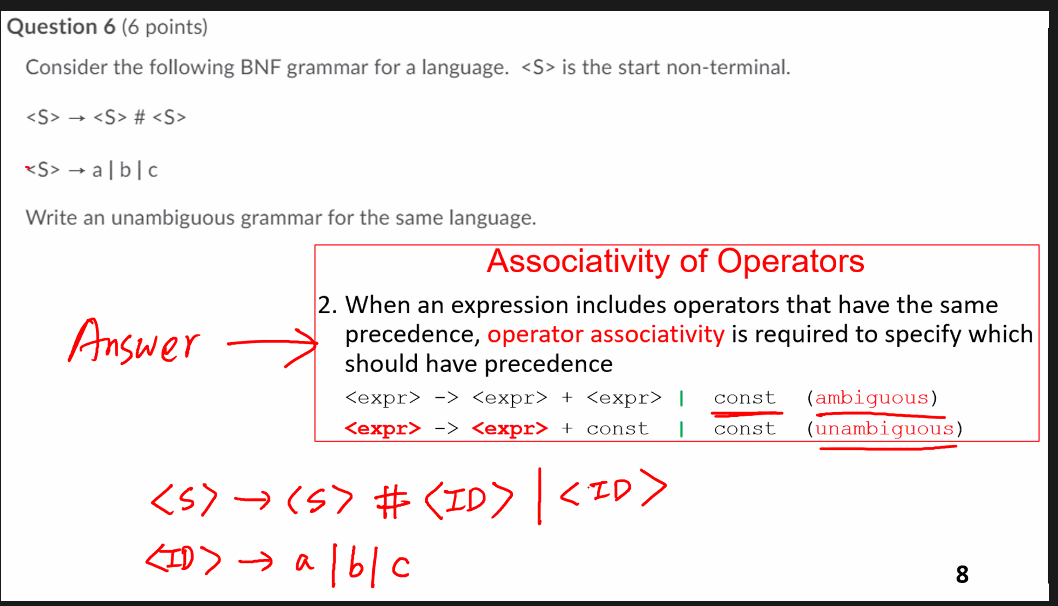 Question 6 (6 points)
Consider the following BNF grammar for a language. <S> is the start non-terminal.
<S> → <S> # <S>
<S> → a | b | c
Write an unambiguous grammar for the same language.
Associativity of Operators
2. When an expression includes operators that have the same
precedence, operator associativity is required to specify which
should have precedence
Answer
<expr> -> <expr> + <expr> | const (ambiguous)
<expr> -> <expr> + const | const (unambiguous)
<S> → <S> # <ID> | <ID>
<ID> → a | b | c
8